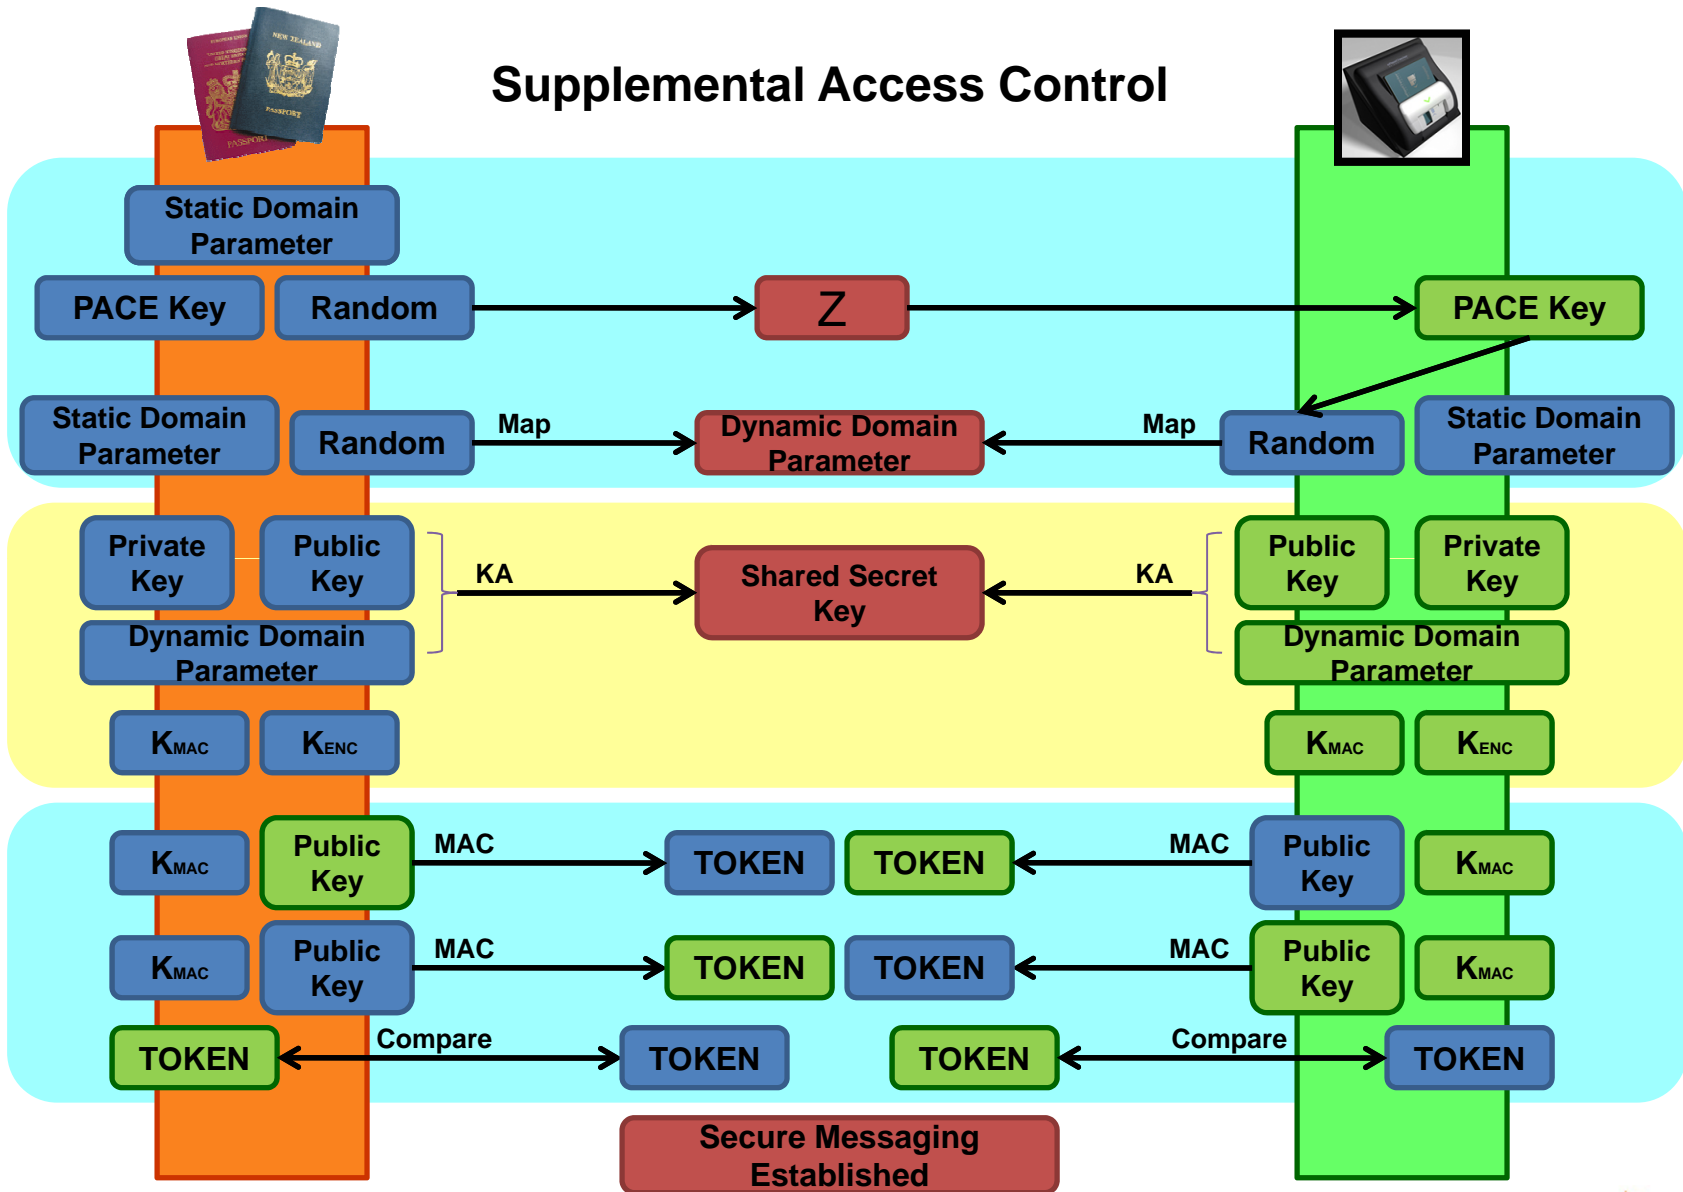 Supplemental Access Control
NEW ZEALAND
PASSPORT
PASSPORT
Static Domain
Parameter
PACE Key
Random
Z
PACE Key
Static Domain
Parameter
Random
Map
Dynamic Domain
Parameter
Map
Random
Static Domain
Parameter
Private
Key
Public
Key
KA
Shared Secret
Key
KA
Public
Key
Private
Key
Dynamic Domain
Parameter
Dynamic Domain
Parameter
KMAC
KENC
KMAC
KENC
KMAC
Public
Key
MAC
TOKEN
TOKEN
MAC
Public
Key
KMAC
KMAC
Public
Key
MAC
TOKEN
TOKEN
MAC
Public
Key
KMAC
TOKEN
Compare
TOKEN
TOKEN
Compare
TOKEN
Secure Messaging
Established